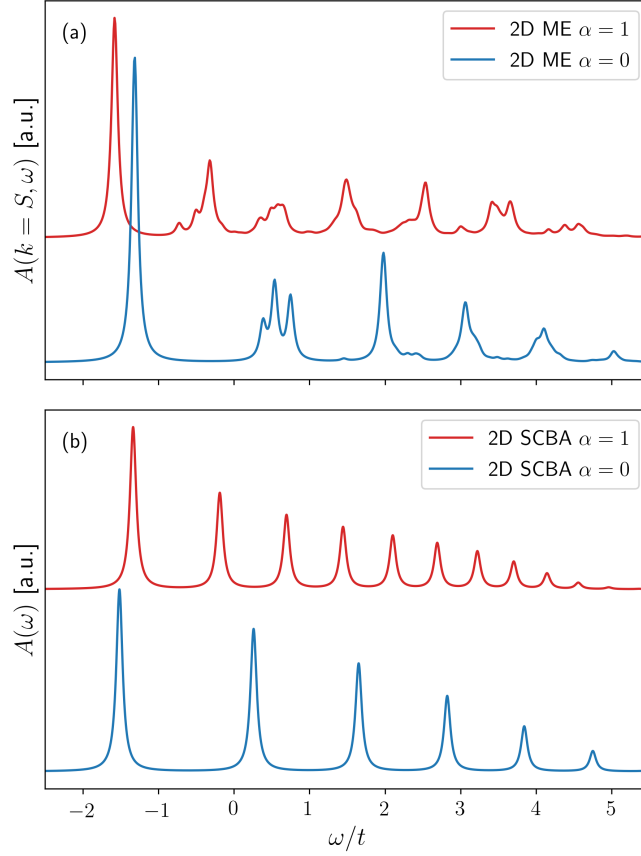 (a)
2D ME α = 1
2D ME α = 0
A(k = S, ω) [a.u.]
(b)
2D SCBA α = 1
2D SCBA α = 0
A(ω) [a.u.]
−2 −1 0 1 2 3 4 5
ω/t